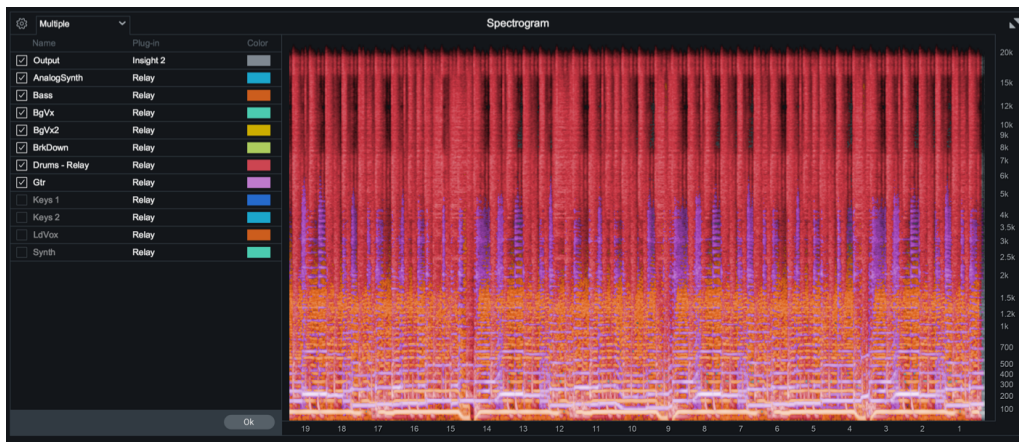 Multiple
Spectrogram
Name Plug-in Color
Output Insight 2
AnalogSynth Relay
Bass Relay
BgVx Relay
BgVx2 Relay
BrkDown Relay
Drums - Relay Relay
Gtr Relay
Keys 1 Relay
Keys 2 Relay
LdVox Relay
Synth Relay
Ok
20k
15k
12k
10k
9k
8k
7k
6k
5k
4k
3.5k
3k
2.5k
2k
1.5k
1.2k
1k
700
500
400
300
200
100
19 18 17 16 15 14 13 12 11 10 9 8 7 6 5 4 3 2 1